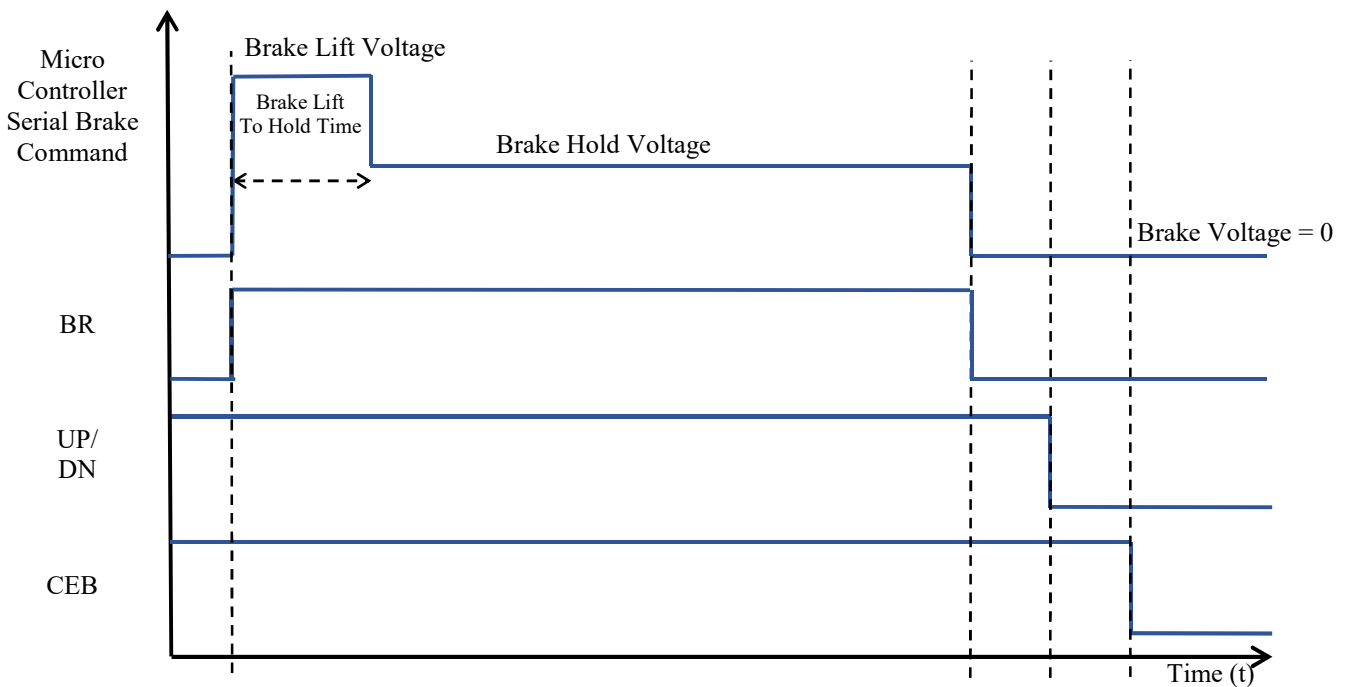 Micro
Controller
Serial Brake
Command
Brake Lift Voltage
Brake Lift
To Hold Time
Brake Hold Voltage
Brake Voltage = 0
BR
UP/
DN
CEB
Time (t)